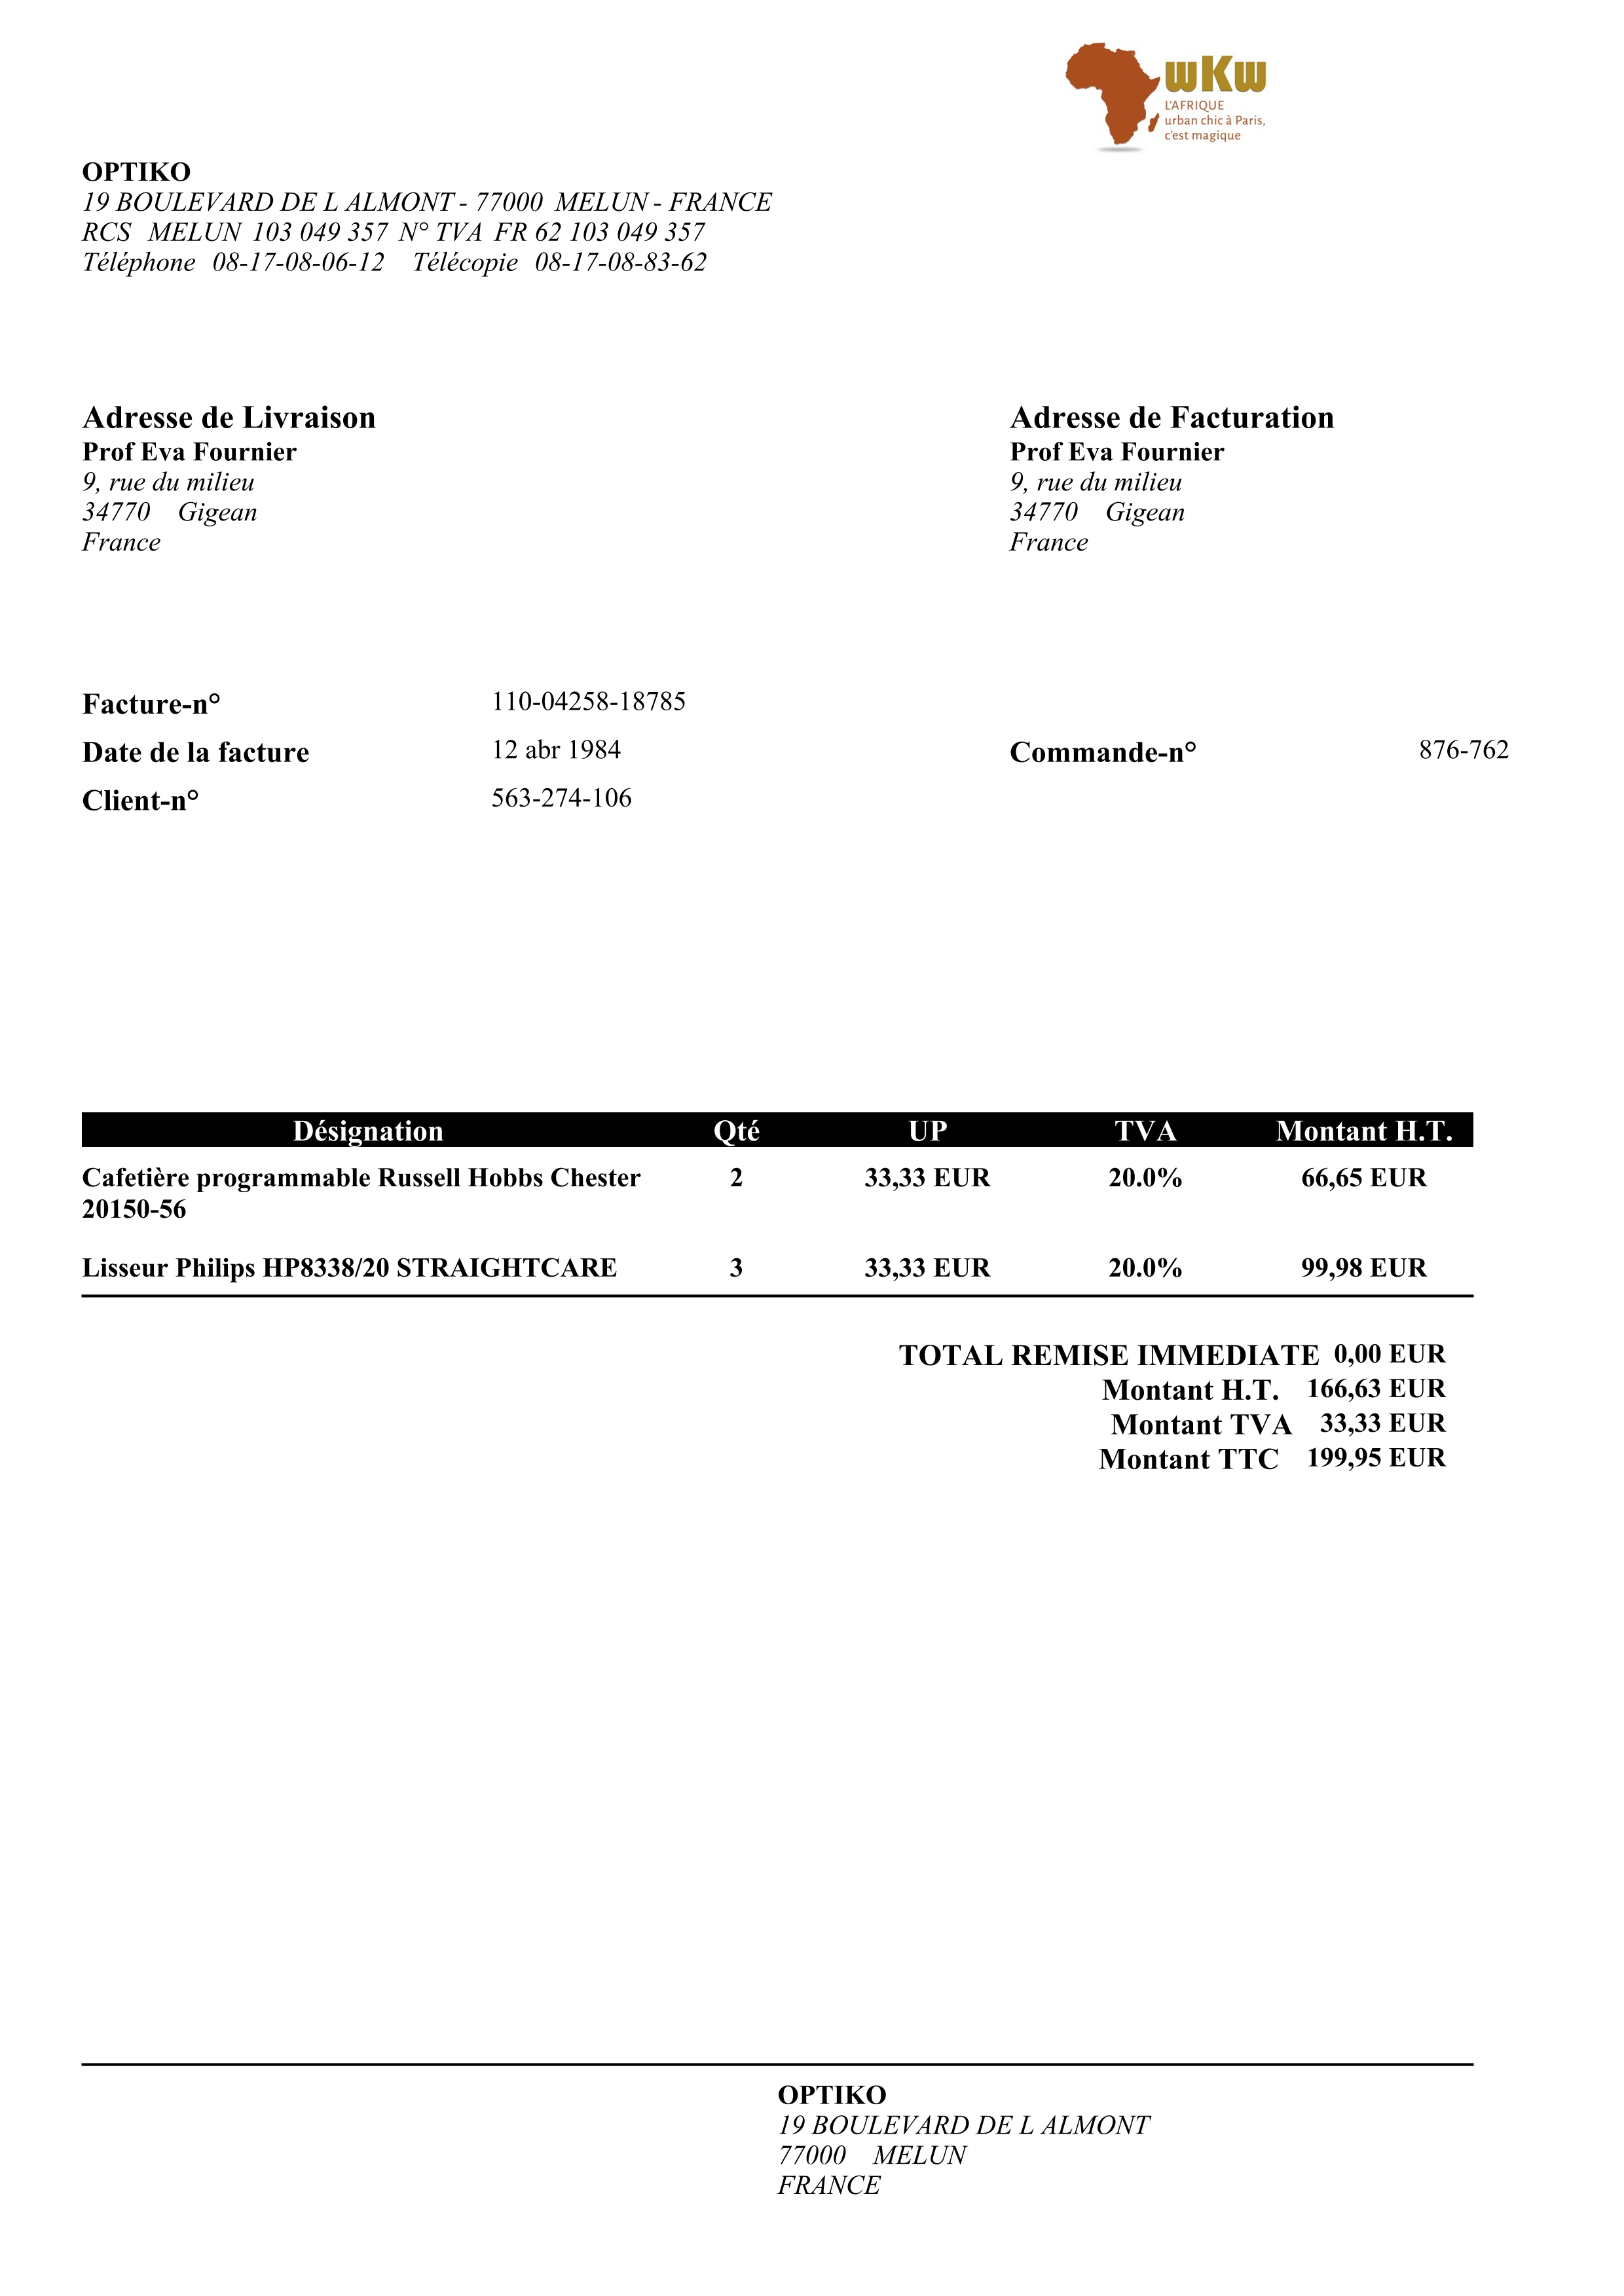 wKw
L'AFRIQUE
urban chic à Paris,
c'est magique
OPTIKO
19 BOULEVARD DE L ALMONT - 77000 MELUN - FRANCE
RCS MELUN 103 049 357 N° TVA FR 62 103 049 357
Téléphone 08-17-08-06-12 Télécopie 08-17-08-83-62
Adresse de Livraison
Prof Eva Fournier
9, rue du milieu
34770 Gigean
France
Adresse de Facturation
Prof Eva Fournier
9, rue du milieu
34770 Gigean
France
Facture-n° 110-04258-18785
Date de la facture 12 abr 1984 Commande-n° 876-762
Client-n° 563-274-106
Désignation Qté UP TVA Montant H.T.
Cafetière programmable Russell Hobbs Chester 2 33,33 EUR 20.0% 66,65 EUR
20150-56
Lisseur Philips HP8338/20 STRAIGHTCARE 3 33,33 EUR 20.0% 99,98 EUR
TOTAL REMISE IMMEDIATE 0,00 EUR
Montant H.T. 166,63 EUR
Montant TVA 33,33 EUR
Montant TTC 199,95 EUR
OPTIKO
19 BOULEVARD DE L ALMONT
77000 MELUN
FRANCE